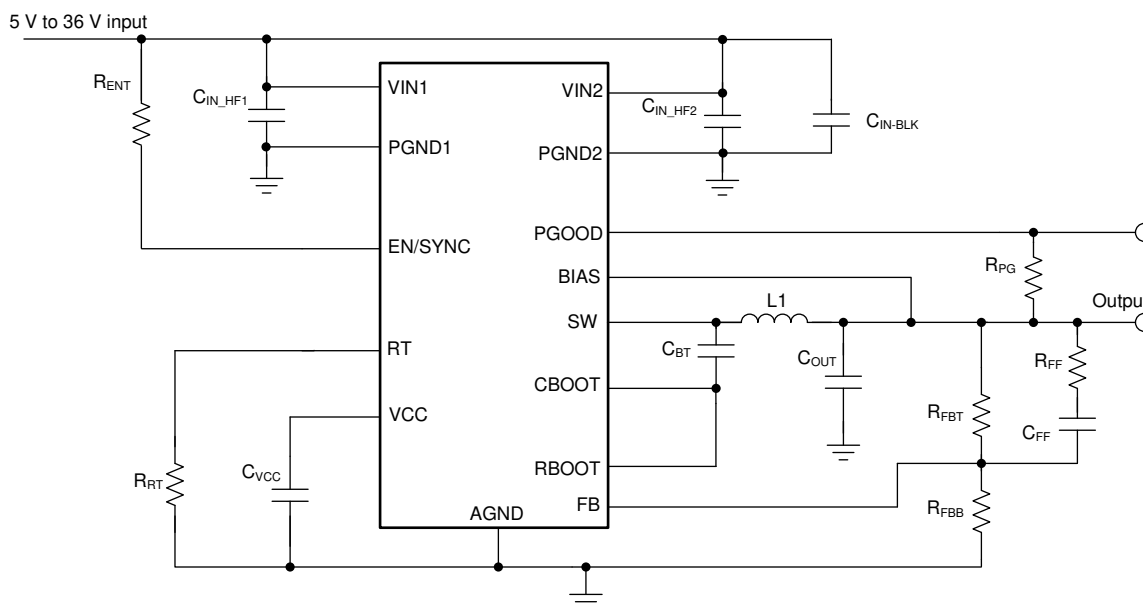 5 V to 36 V input
RENT
CIN_HF1
VIN1
PGND1
EN/SYNC
RT
VCC
AGND
VIN2
PGND2
PGOOD
BIAS
SW
CBOOT
RBOOT
FB
CIN_HF2
CIN-BLK
RPG
L1
Output
CBT
COUT
RFF
RFBT
CFF
RFBB
RRT
CVCC